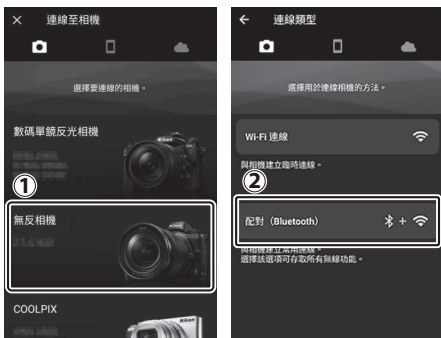 連線至相機
選擇要連線的相機。
數碼單鏡反光相機
①
無反相機
COOLPIX
連線類型
選擇用於連線相機的方法。
Wi-Fi 連線
與相機建立臨時連線。
②
配對（Bluetooth）
+
與相機建立常用連線。
選擇該選項可存取所有無線功能。